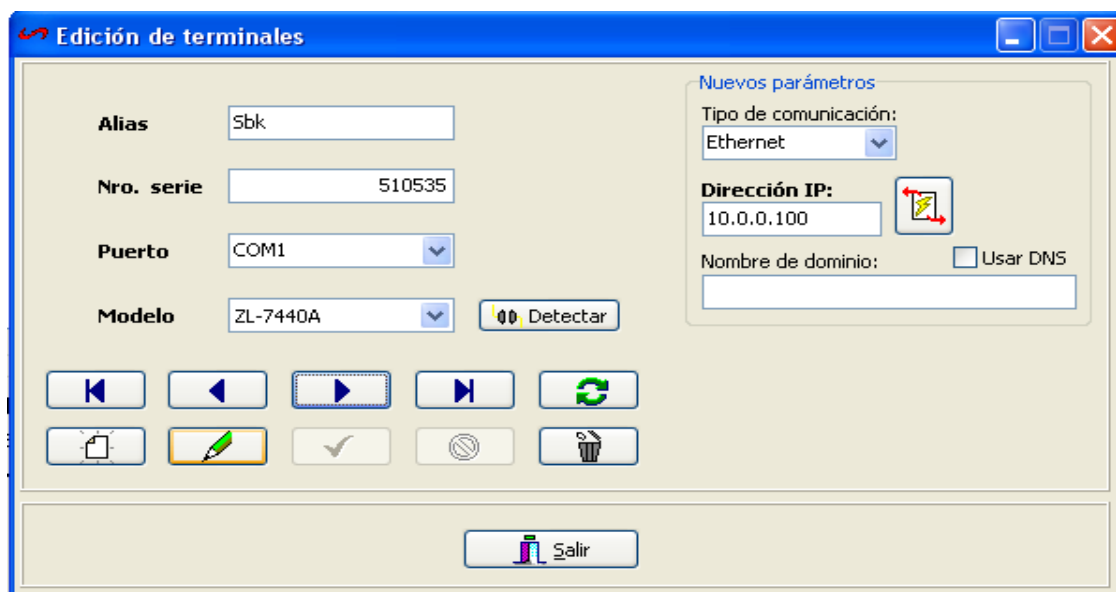 Edición de terminales
Alias
Sbk
Nro. serie
510535
Puerto
COM1
Modelo
ZL-7440A
Detectar
Nuevos parámetros
Tipo de comunicación:
Ethernet
Dirección IP:
10.0.0.100
Nombre de dominio:
Usar DNS
Salir